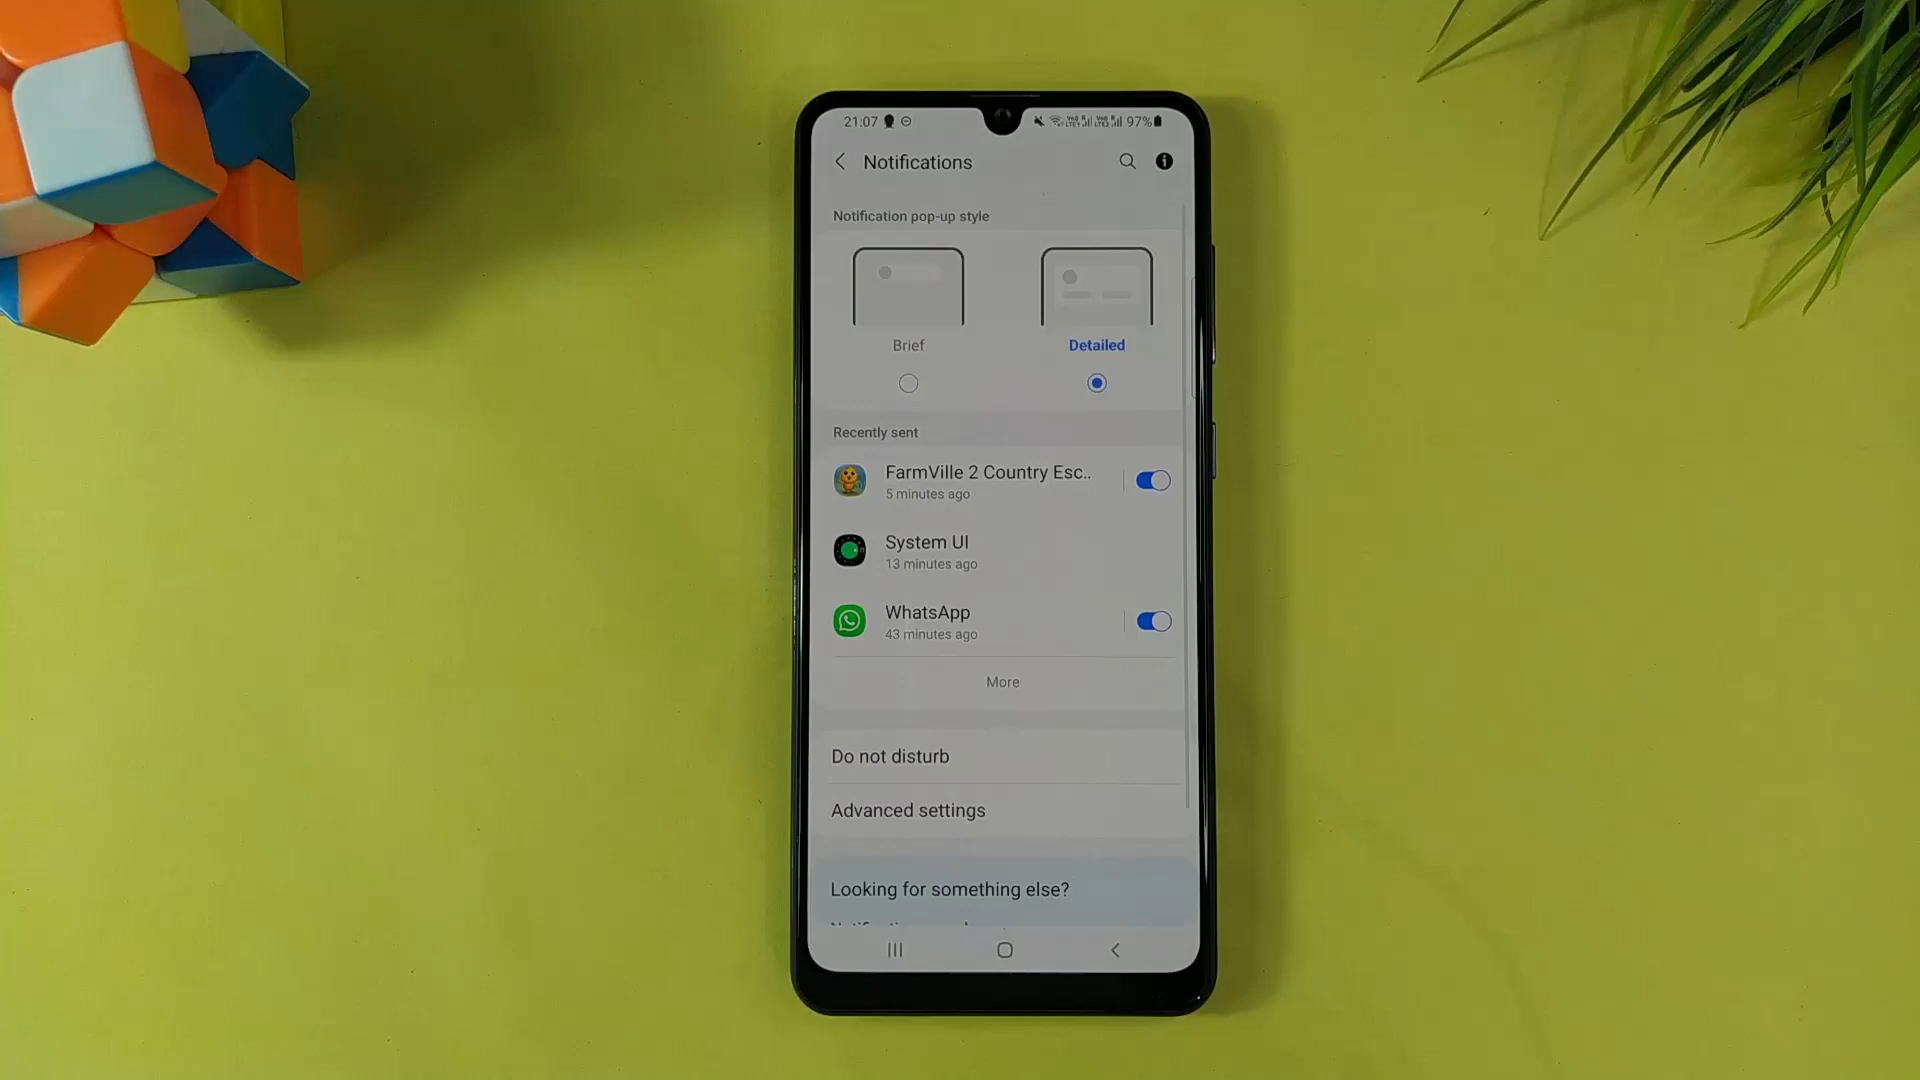 21:07 97%
Notifications
Notification pop-up style
Brief Detailed
Recently sent
FarmVille 2 Country Esc..
5 minutes ago
System UI
13 minutes ago
WhatsApp
43 minutes ago
More
Do not disturb
Advanced settings
Looking for something else?